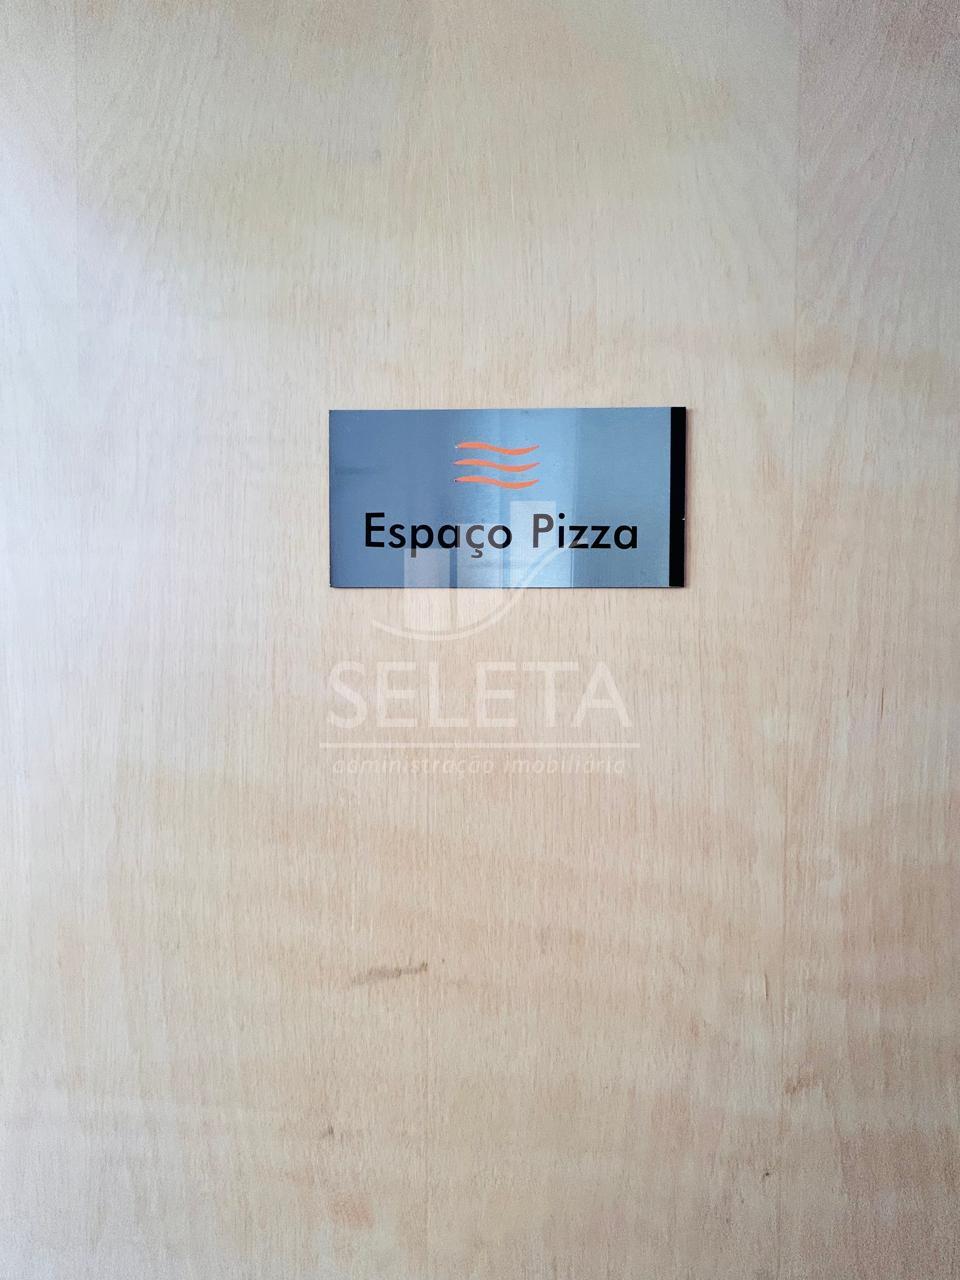 Espaço Pizza
SELETA
administração imobiliária